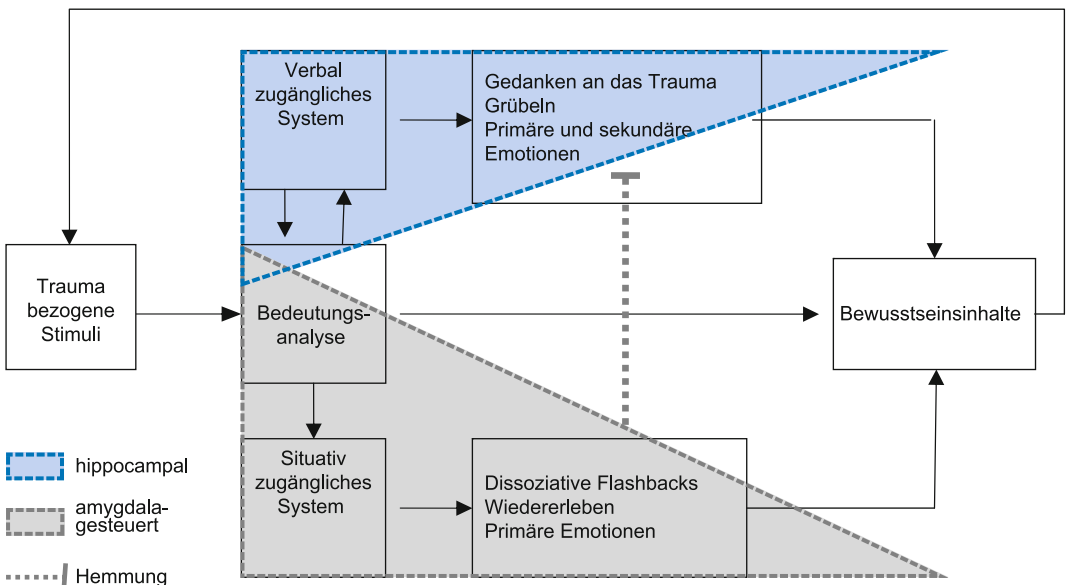 Verbal
zugängliches
System
Gedanken an das Trauma
Grübeln
Primäre und sekundäre
Emotionen
Trauma
bezogene
Stimuli
Bedeutungs-
analyse
Bewusstseinsinhalte
Situativ
zugängliches
System
Dissoziative Flashbacks
Wiedererleben
Primäre Emotionen
hippocampal
amygdala-
gesteuert
Hemmung